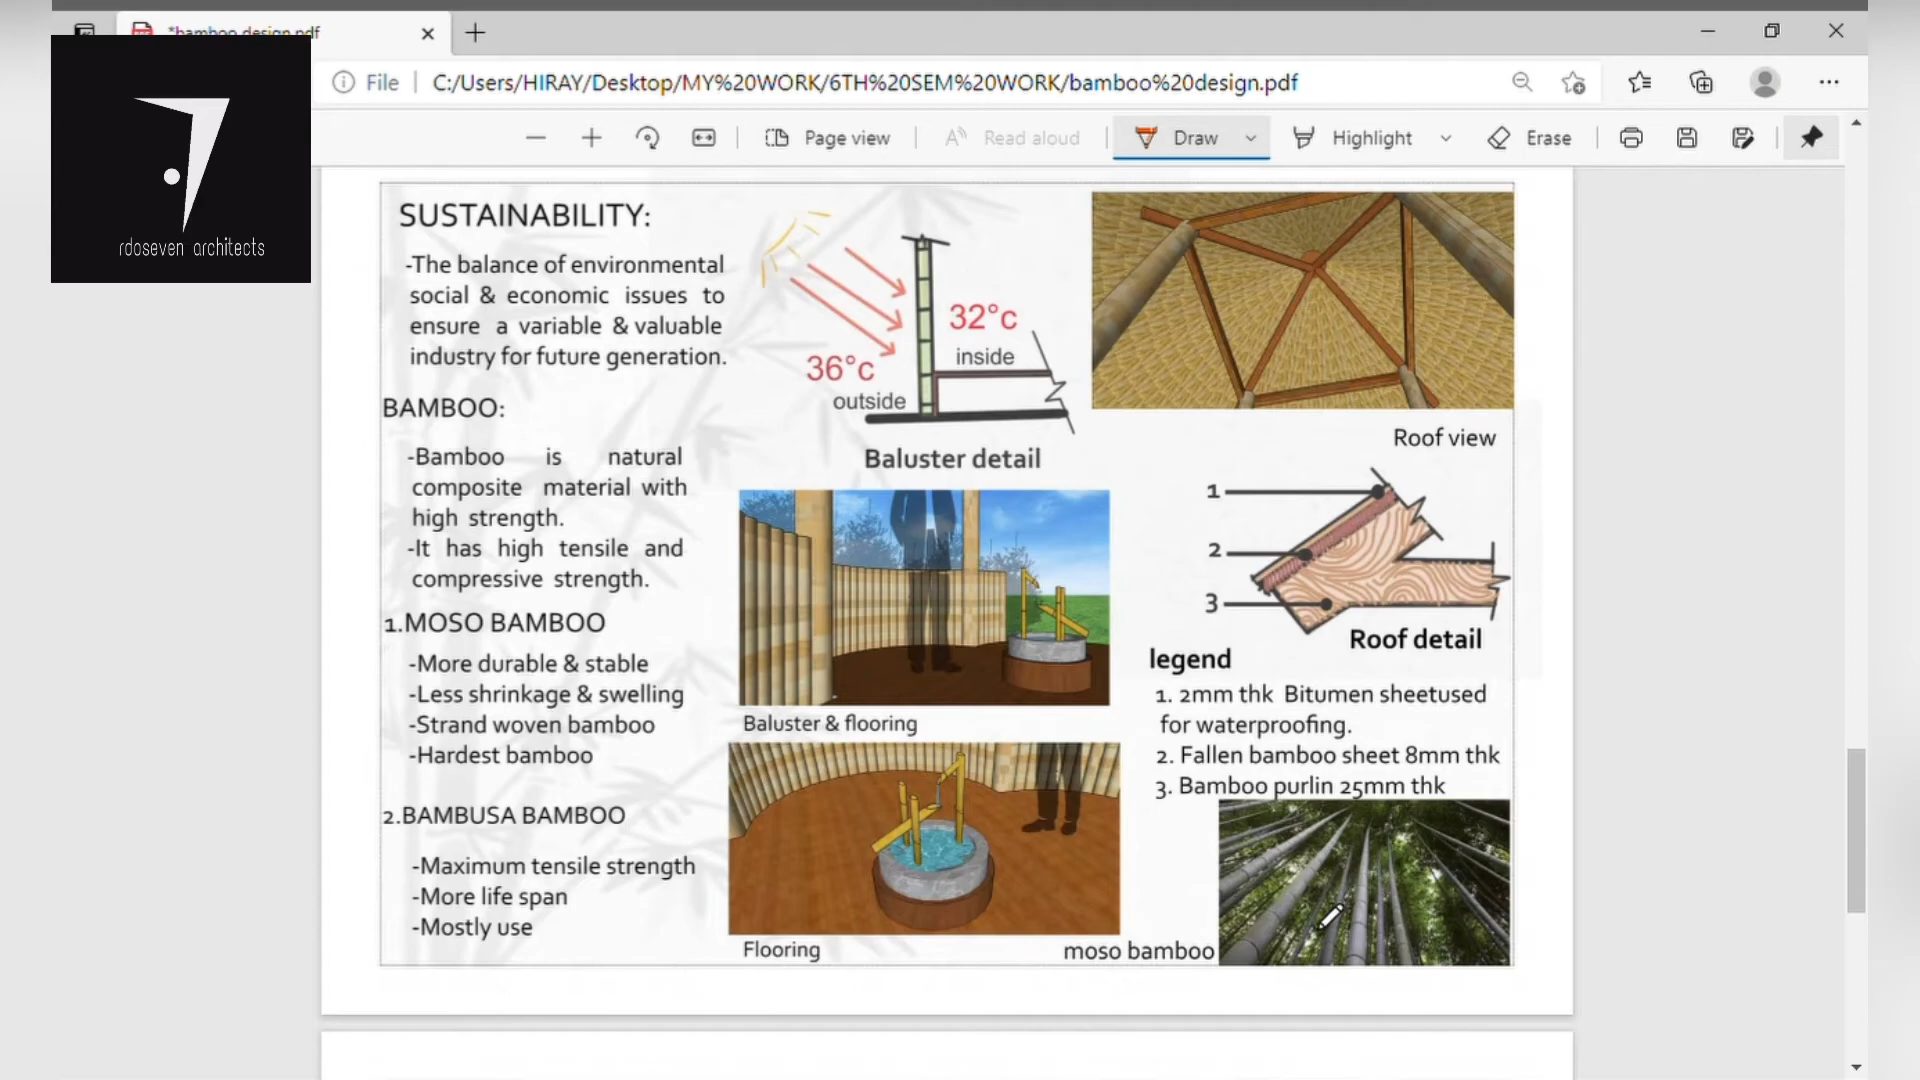 *bamboo design.pdf
File
C:/Users/HIRAY/Desktop/MY%20WORK/6TH%20SEM%20WORK/bamboo%20design.pdf
Page view
Read aloud
Draw
Highlight
Erase
rdoseven architects
SUSTAINABILITY:
-The balance of environmental
social & economic issues to
ensure a variable & valuable
industry for future generation.
BAMBOO:
-Bamboo is natural
composite material with
high strength.
-It has high tensile and
compressive strength.
1.MOSO BAMBOO
-More durable & stable
-Less shrinkage & swelling
-Strand woven bamboo
-Hardest bamboo
2.BAMBUSA BAMBOO
-Maximum tensile strength
-More life span
-Mostly use
36°c
outside
32°c
inside
Baluster detail
Baluster & flooring
Flooring
Roof view
1
2
3
Roof detail
legend
1. 2mm thk Bitumen sheetused
for waterproofing.
2. Fallen bamboo sheet 8mm thk
3. Bamboo purlin 25mm thk
moso bamboo